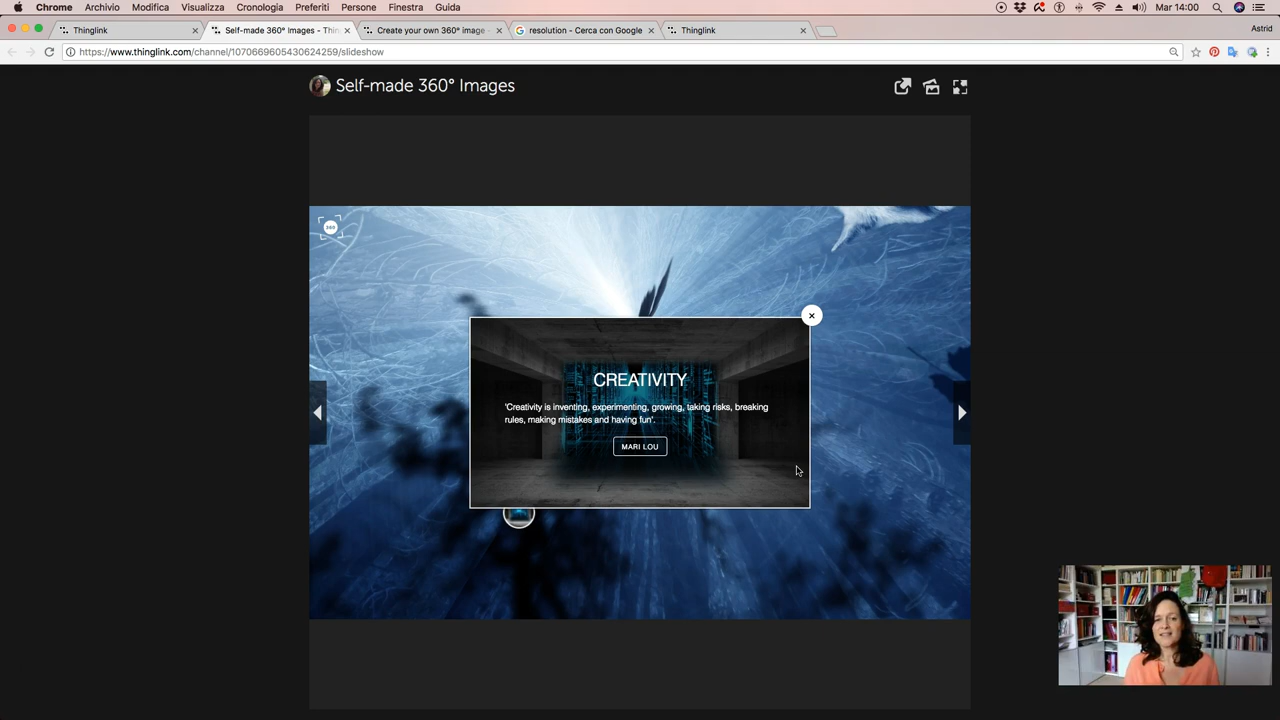 Chrome Archivio Modifica Visualizza Cronologia Preferiti Persone Finestra Guida Mar 14:00
Thinglink
Self-made 360° Images - Thin
Create your own 360° image -
resolution - Cerca con Google
Thinglink
Astrid
https://www.thinglink.com/channel/1070669605430624259/slideshow
Self-made 360° Images
360
CREATIVITY
'Creativity is inventing, experimenting, growing, taking risks, breaking
rules, making mistakes and having fun'.
MARI LOU